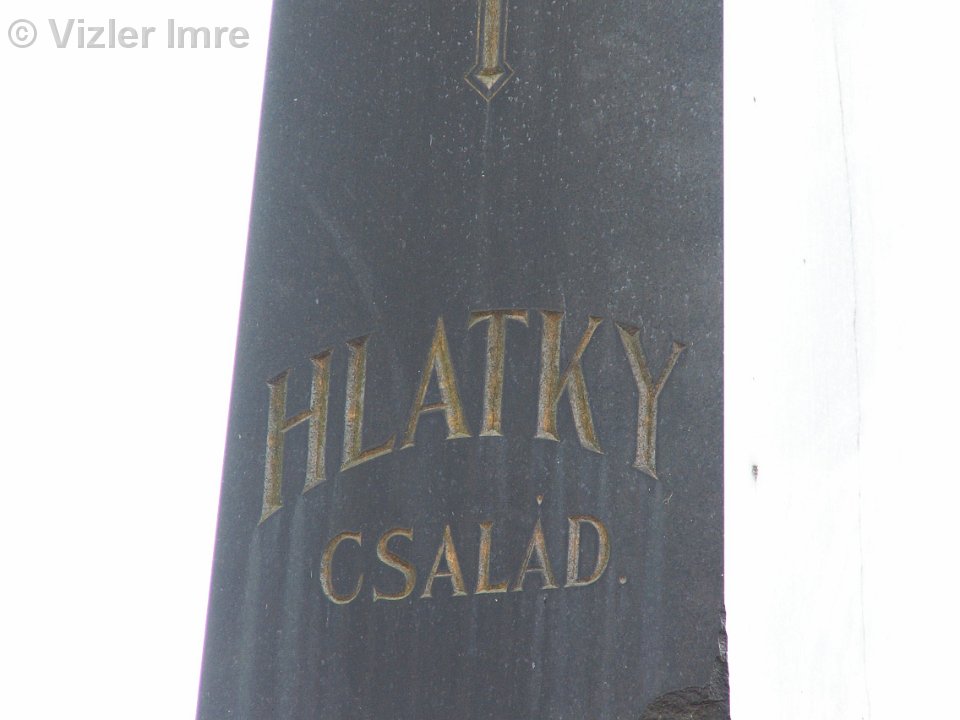 © Vizler Imre
HLATKY
CSALÁD.